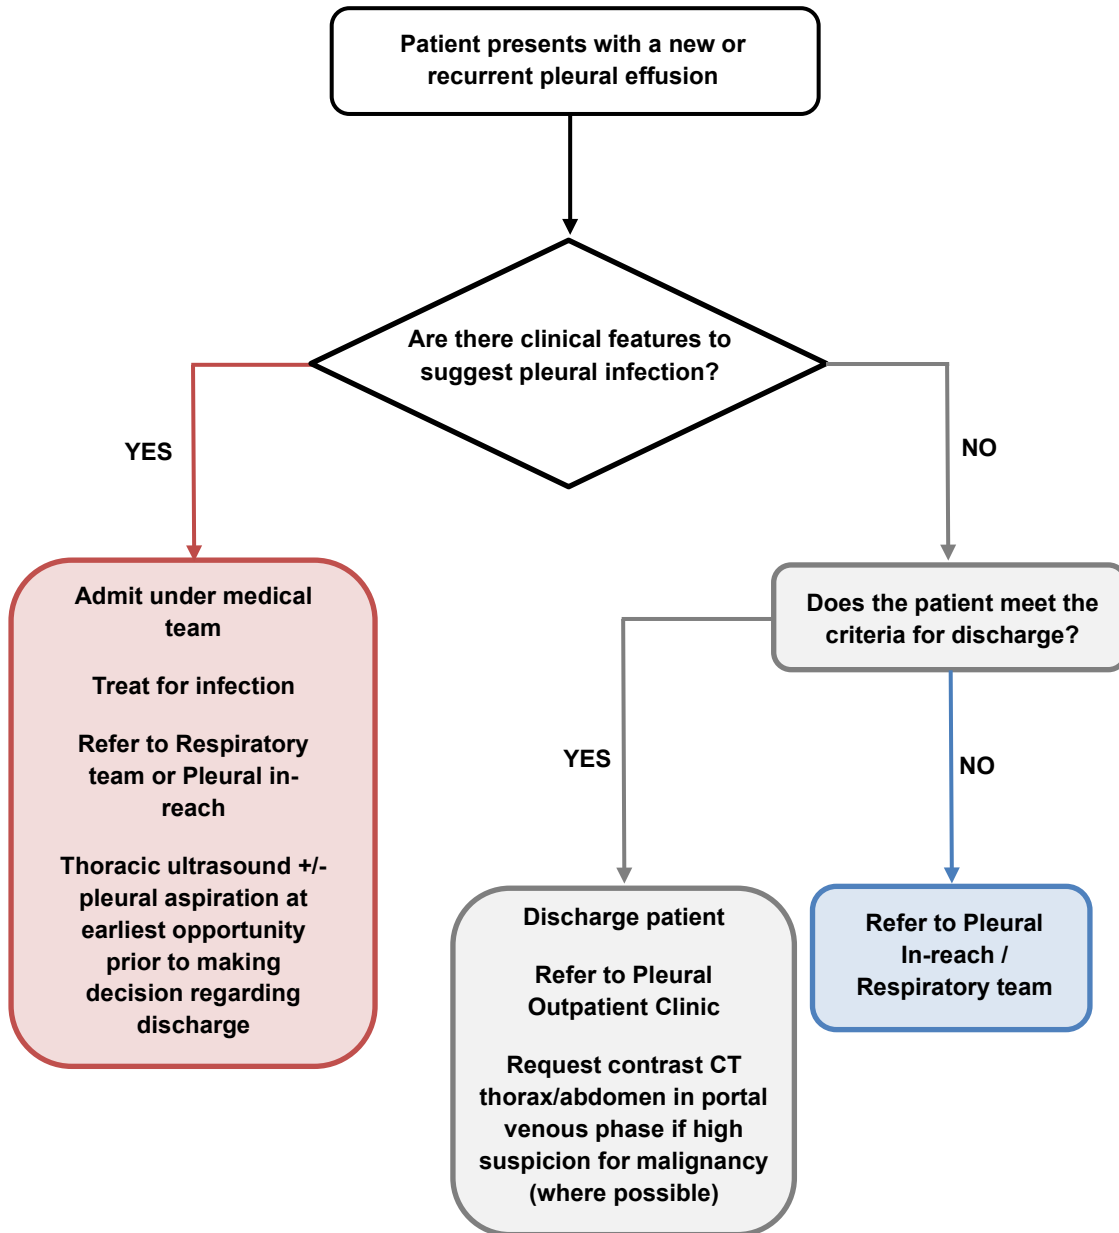 Patient presents with a new or
recurrent pleural effusion
Are there clinical features to
suggest pleural infection?
YES
NO
Admit under medical
team
Treat for infection
Refer to Respiratory
team or Pleural in-
reach
Thoracic ultrasound +/-
pleural aspiration at
earliest opportunity
prior to making
decision regarding
discharge
Does the patient meet the
criteria for discharge?
YES
NO
Discharge patient
Refer to Pleural
Outpatient Clinic
Request contrast CT
thorax/abdomen in portal
venous phase if high
suspicion for malignancy
(where possible)
Refer to Pleural
In-reach /
Respiratory team